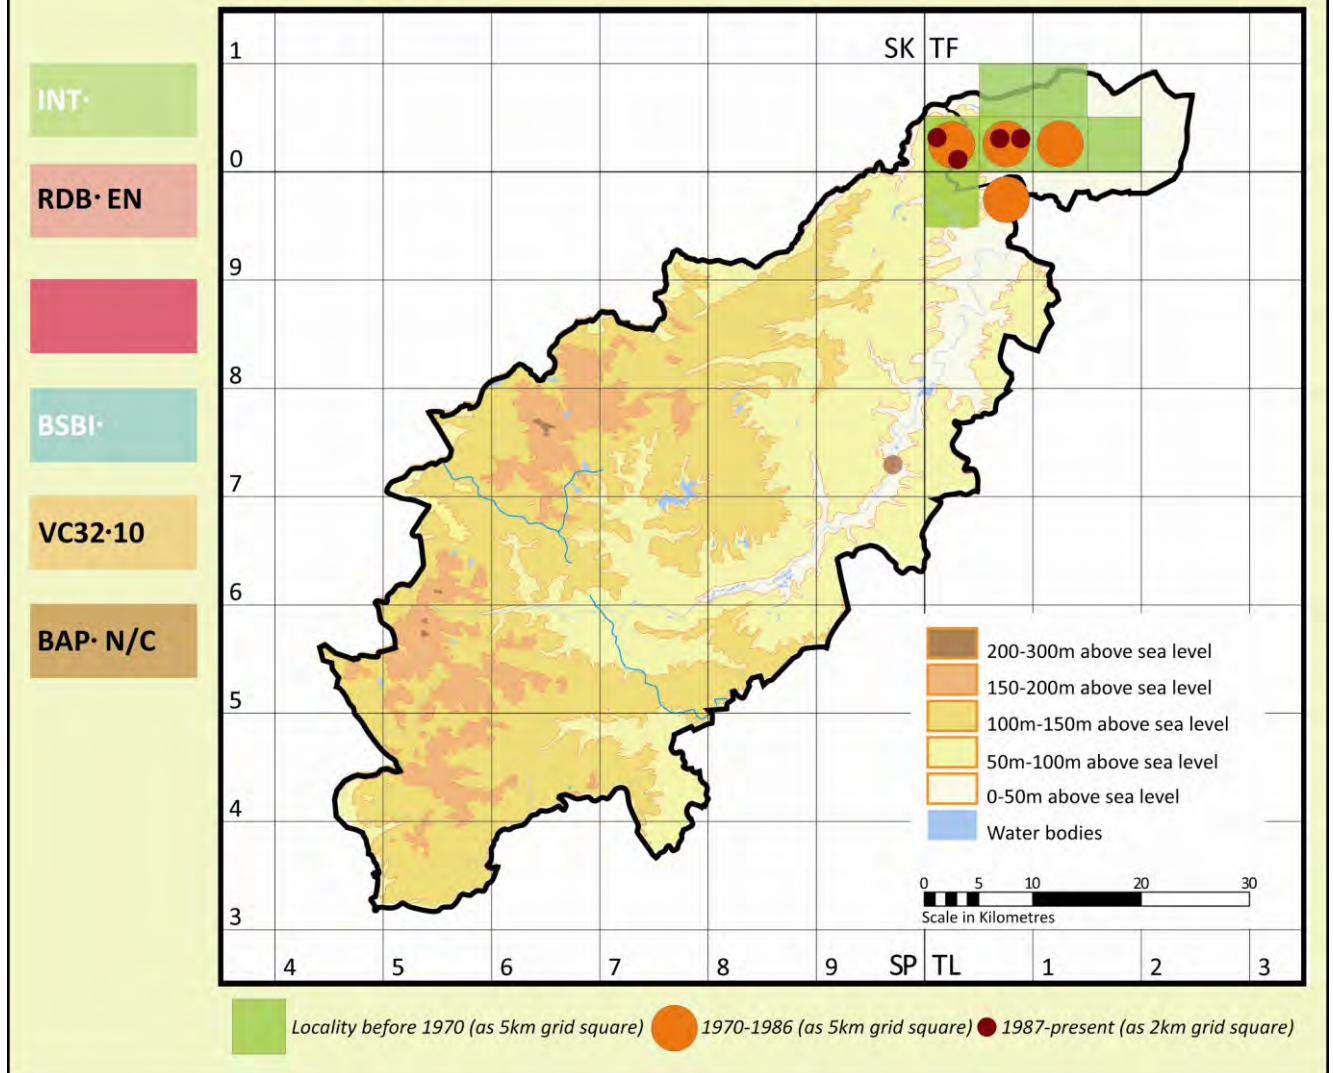 INT·
RDB· EN
BSBI·
VC32·10
BAP· N/C
SK TF
1
0
9
8
7
6
5
4
3
4 5 6 7 8 9 SP TL 1 2 3
200-300m above sea level
150-200m above sea level
100m-150m above sea level
50m-100m above sea level
0-50m above sea level
Water bodies
0 5 10 20 30
Scale in Kilometres
Locality before 1970 (as 5km grid square) 1970-1986 (as 5km grid square) 1987-present (as 2km grid square)